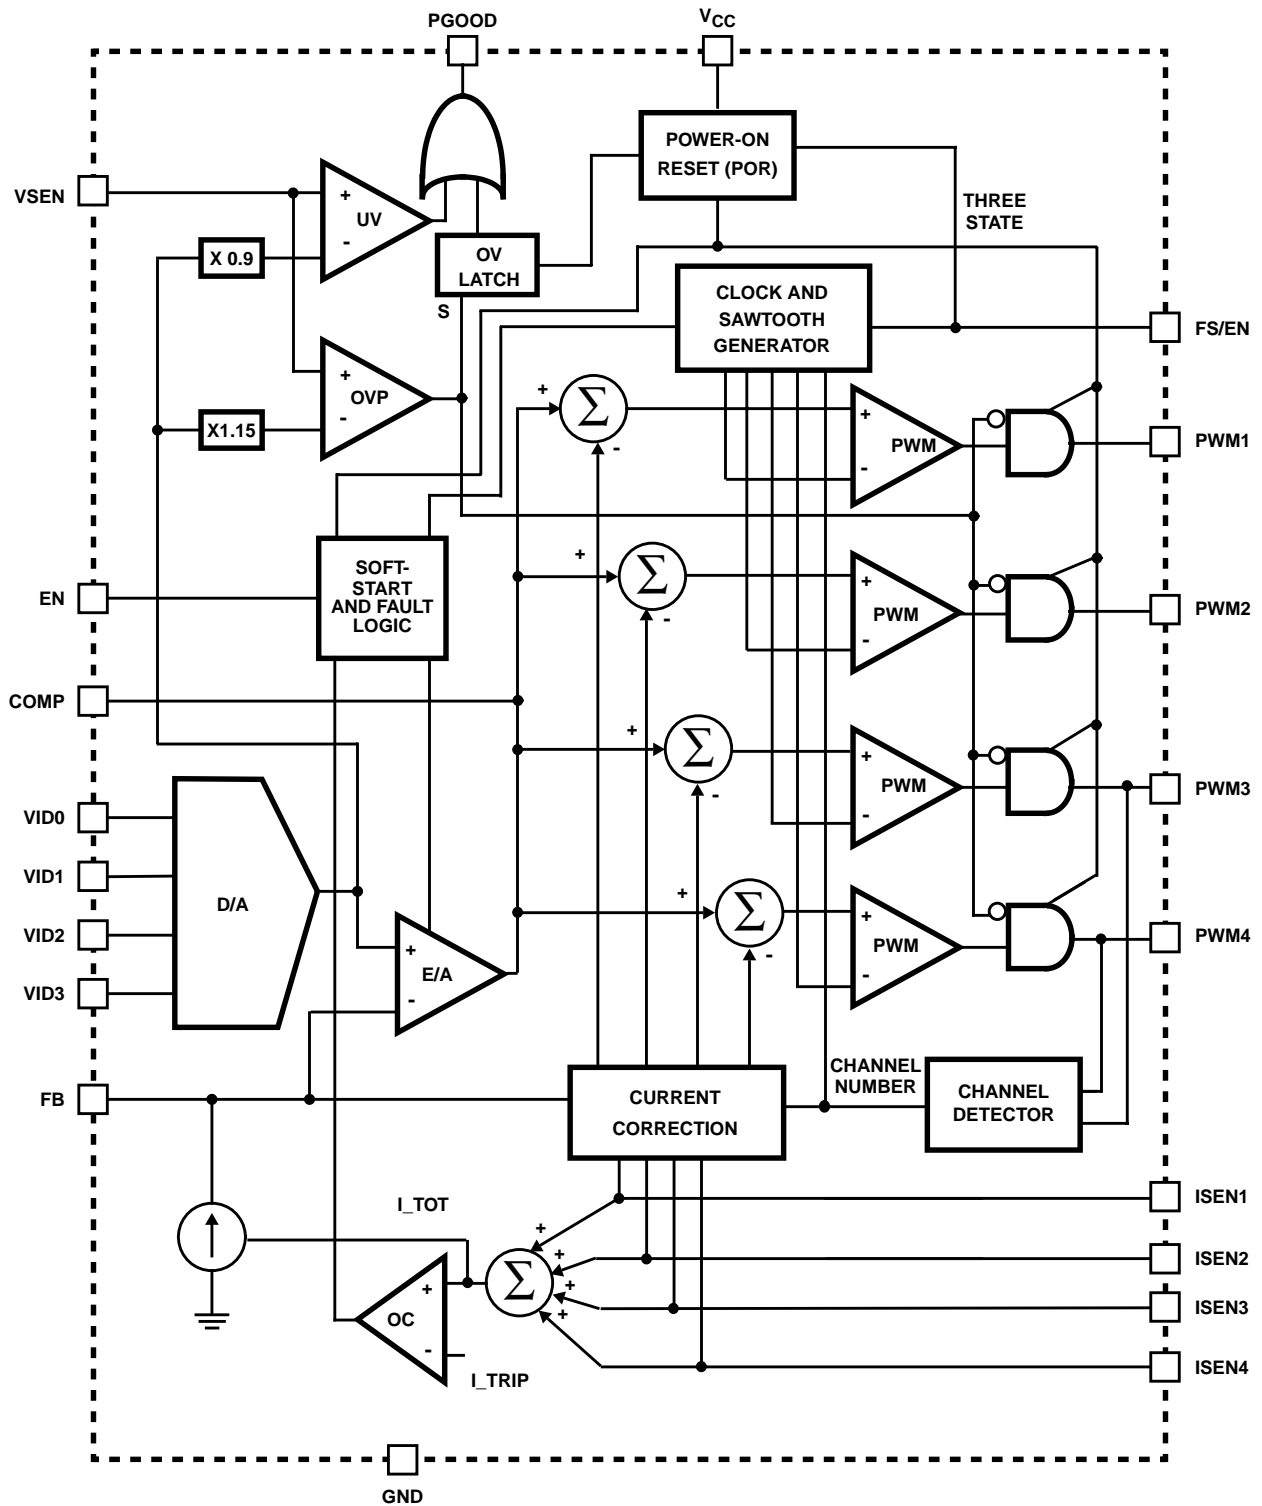 PGOOD
VCC
POWER-ON
RESET (POR)
VSEN
+
UV
-
THREE
STATE
X 0.9
OV
LATCH
S
CLOCK AND
SAWTOOTH
GENERATOR
FS/EN
+
OVP
-
X1.15
+
Σ
-
+
PWM
-
PWM1
SOFT-
START
AND FAULT
LOGIC
EN
+
Σ
-
+
PWM
-
PWM2
COMP
+
Σ
-
+
PWM
-
PWM3
VID0
VID1
VID2
VID3
D/A
+
E/A
-
+
Σ
-
+
PWM
-
PWM4
FB
CURRENT
CORRECTION
CHANNEL
NUMBER
CHANNEL
DETECTOR
I_TOT
+
OC
-
I_TRIP
Σ
+
+
+
+
ISEN1
ISEN2
ISEN3
ISEN4
GND